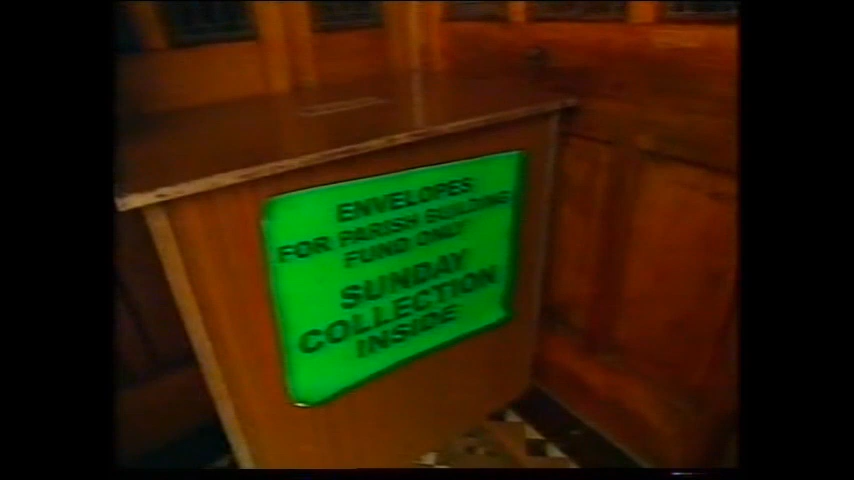 ENVELOPES
FOR PARISH BUILDING
FUND ONLY
SUNDAY
COLLECTION
INSIDE